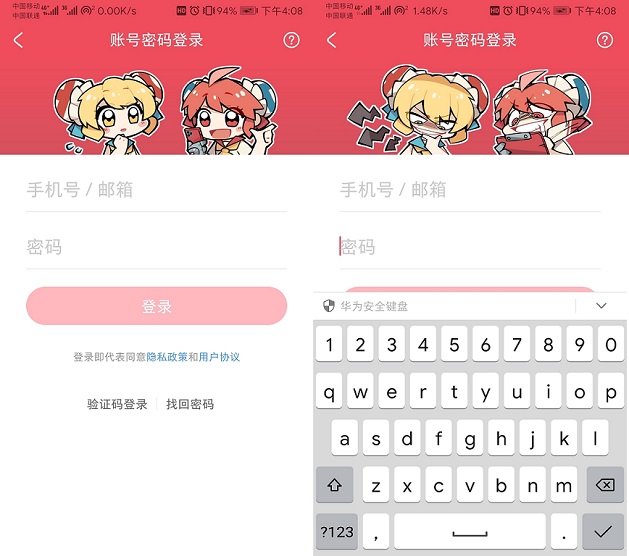 中国移动
中国联通
0.00K/s
94%
下午4:08
账号密码登录
手机号 / 邮箱
密码
登录
登录即代表同意隐私政策和用户协议
验证码登录
找回密码
中国移动
中国联通
1.48K/s
94%
下午4:08
账号密码登录
手机号 / 邮箱
密码
华为安全键盘
1 2 3 4 5 6 7 8 9 0
q w e r t y u i o p
a s d f g h j k l
z x c v b n m
?123 , .